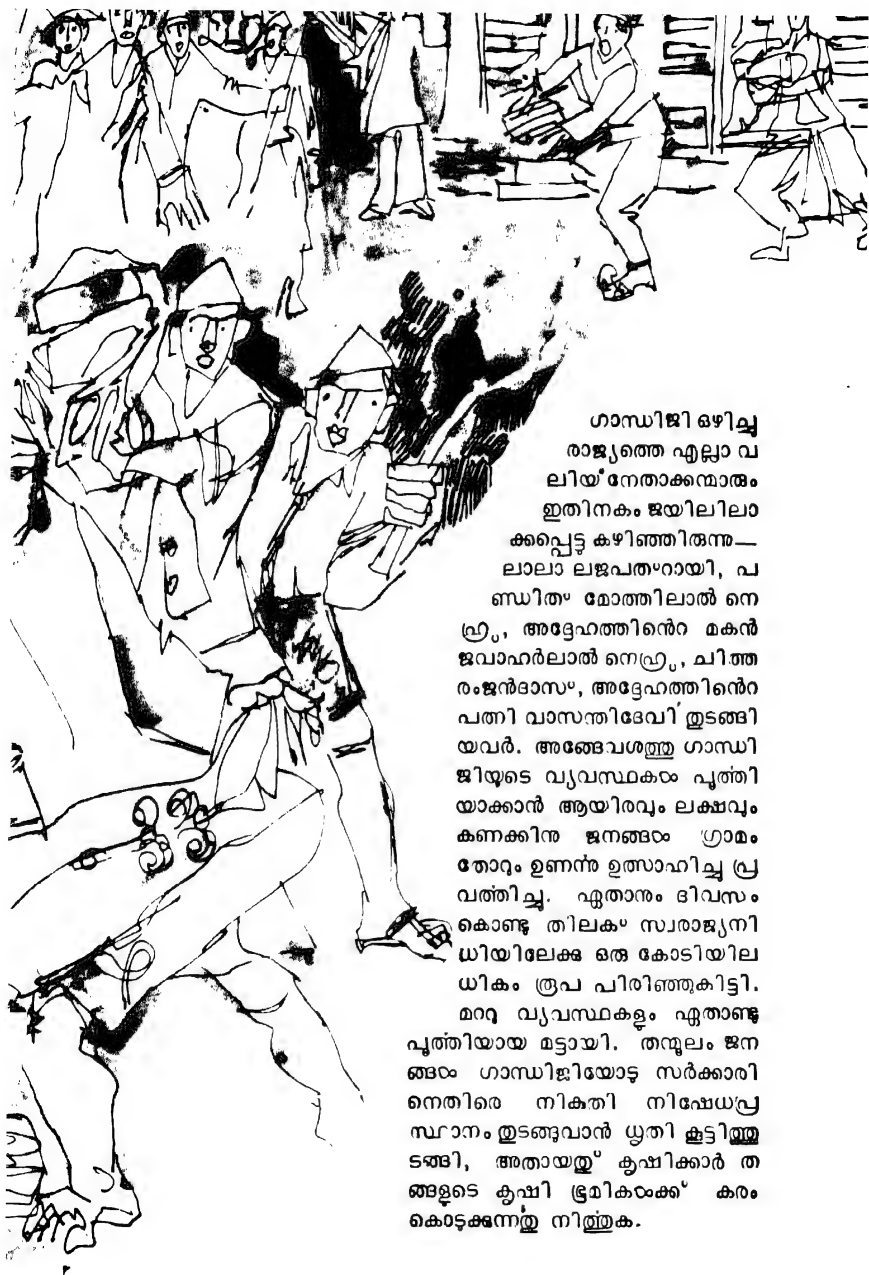 ഗാന്ധിജി ഒഴിച്ചു
രാജ്യത്തെ എല്ലാ വ
ലിയ നേതാക്കന്മാരും
ഇതിനകം ജയിലിലാ
ക്കപ്പെട്ടു കഴിഞ്ഞിരുന്നു—
ലാലാ ലജപത്റായി, പ
ണ്ഡിത് മോത്തിലാൽ നെ
ഹ്റു, അദ്ദേഹത്തിൻെറ മകൻ
ജവാഹർലാൽ നെഹ്റു, ചിത്ത
രംജൻദാസ്, അദ്ദേഹത്തിൻെറ
പത്നി വാസന്തിദേവി തുടങ്ങി
യവർ. അങ്ങേവശത്തു ഗാന്ധി
ജിയുടെ വ്യവസ്ഥകൾ പൂർത്തി
യാക്കാൻ ആയിരവും ലക്ഷവും
കണക്കിനു ജനങ്ങൾ ഗ്രാമം
തോറും ഉണർന്നു ഉത്സാഹിച്ചു പ്ര
വർത്തിച്ചു. ഏതാനും ദിവസം
കൊണ്ടു തിലക് സ്വരാജ്യനി
ധിയിലേക്കു ഒരു കോടിയില
ധികം രൂപ പിരിഞ്ഞുകിട്ടി.
മററു വ്യവസ്ഥകളും ഏതാണ്ടു
പൂർത്തിയായ മട്ടായി. തന്മൂലം ജന
ങ്ങൾ ഗാന്ധിജിയോടു സർക്കാരി
നെതിരെ നികുതി നിഷേധപ്ര
സ്ഥാനം തുടങ്ങുവാൻ ധൃതി കൂട്ടിത്തു
ടങ്ങി, അതായതു് കൃഷിക്കാർ ത
ങ്ങളുടെ കൃഷി ഭൂമികൾക്ക് കരം
കൊടുക്കുന്നതു നിർത്തുക.